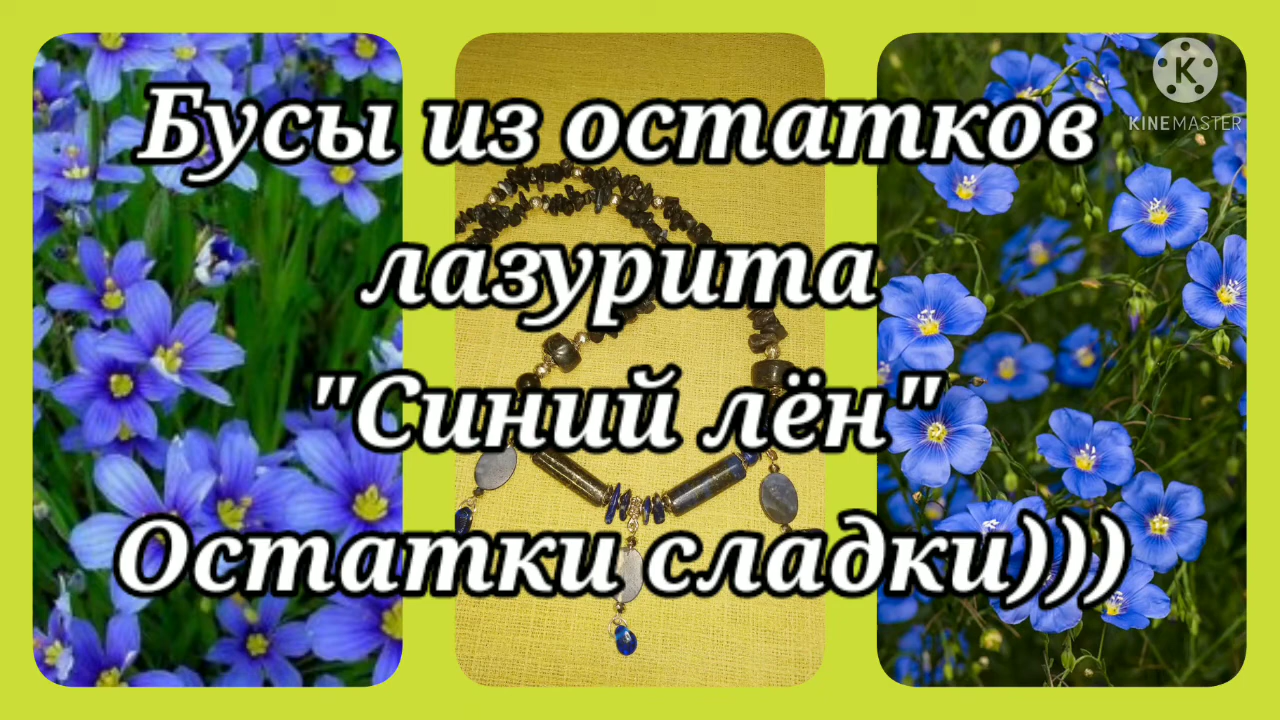 Бусы из остатков
лазурита
"Синий лён"
Остатки сладки)))
K
KINEMASTER